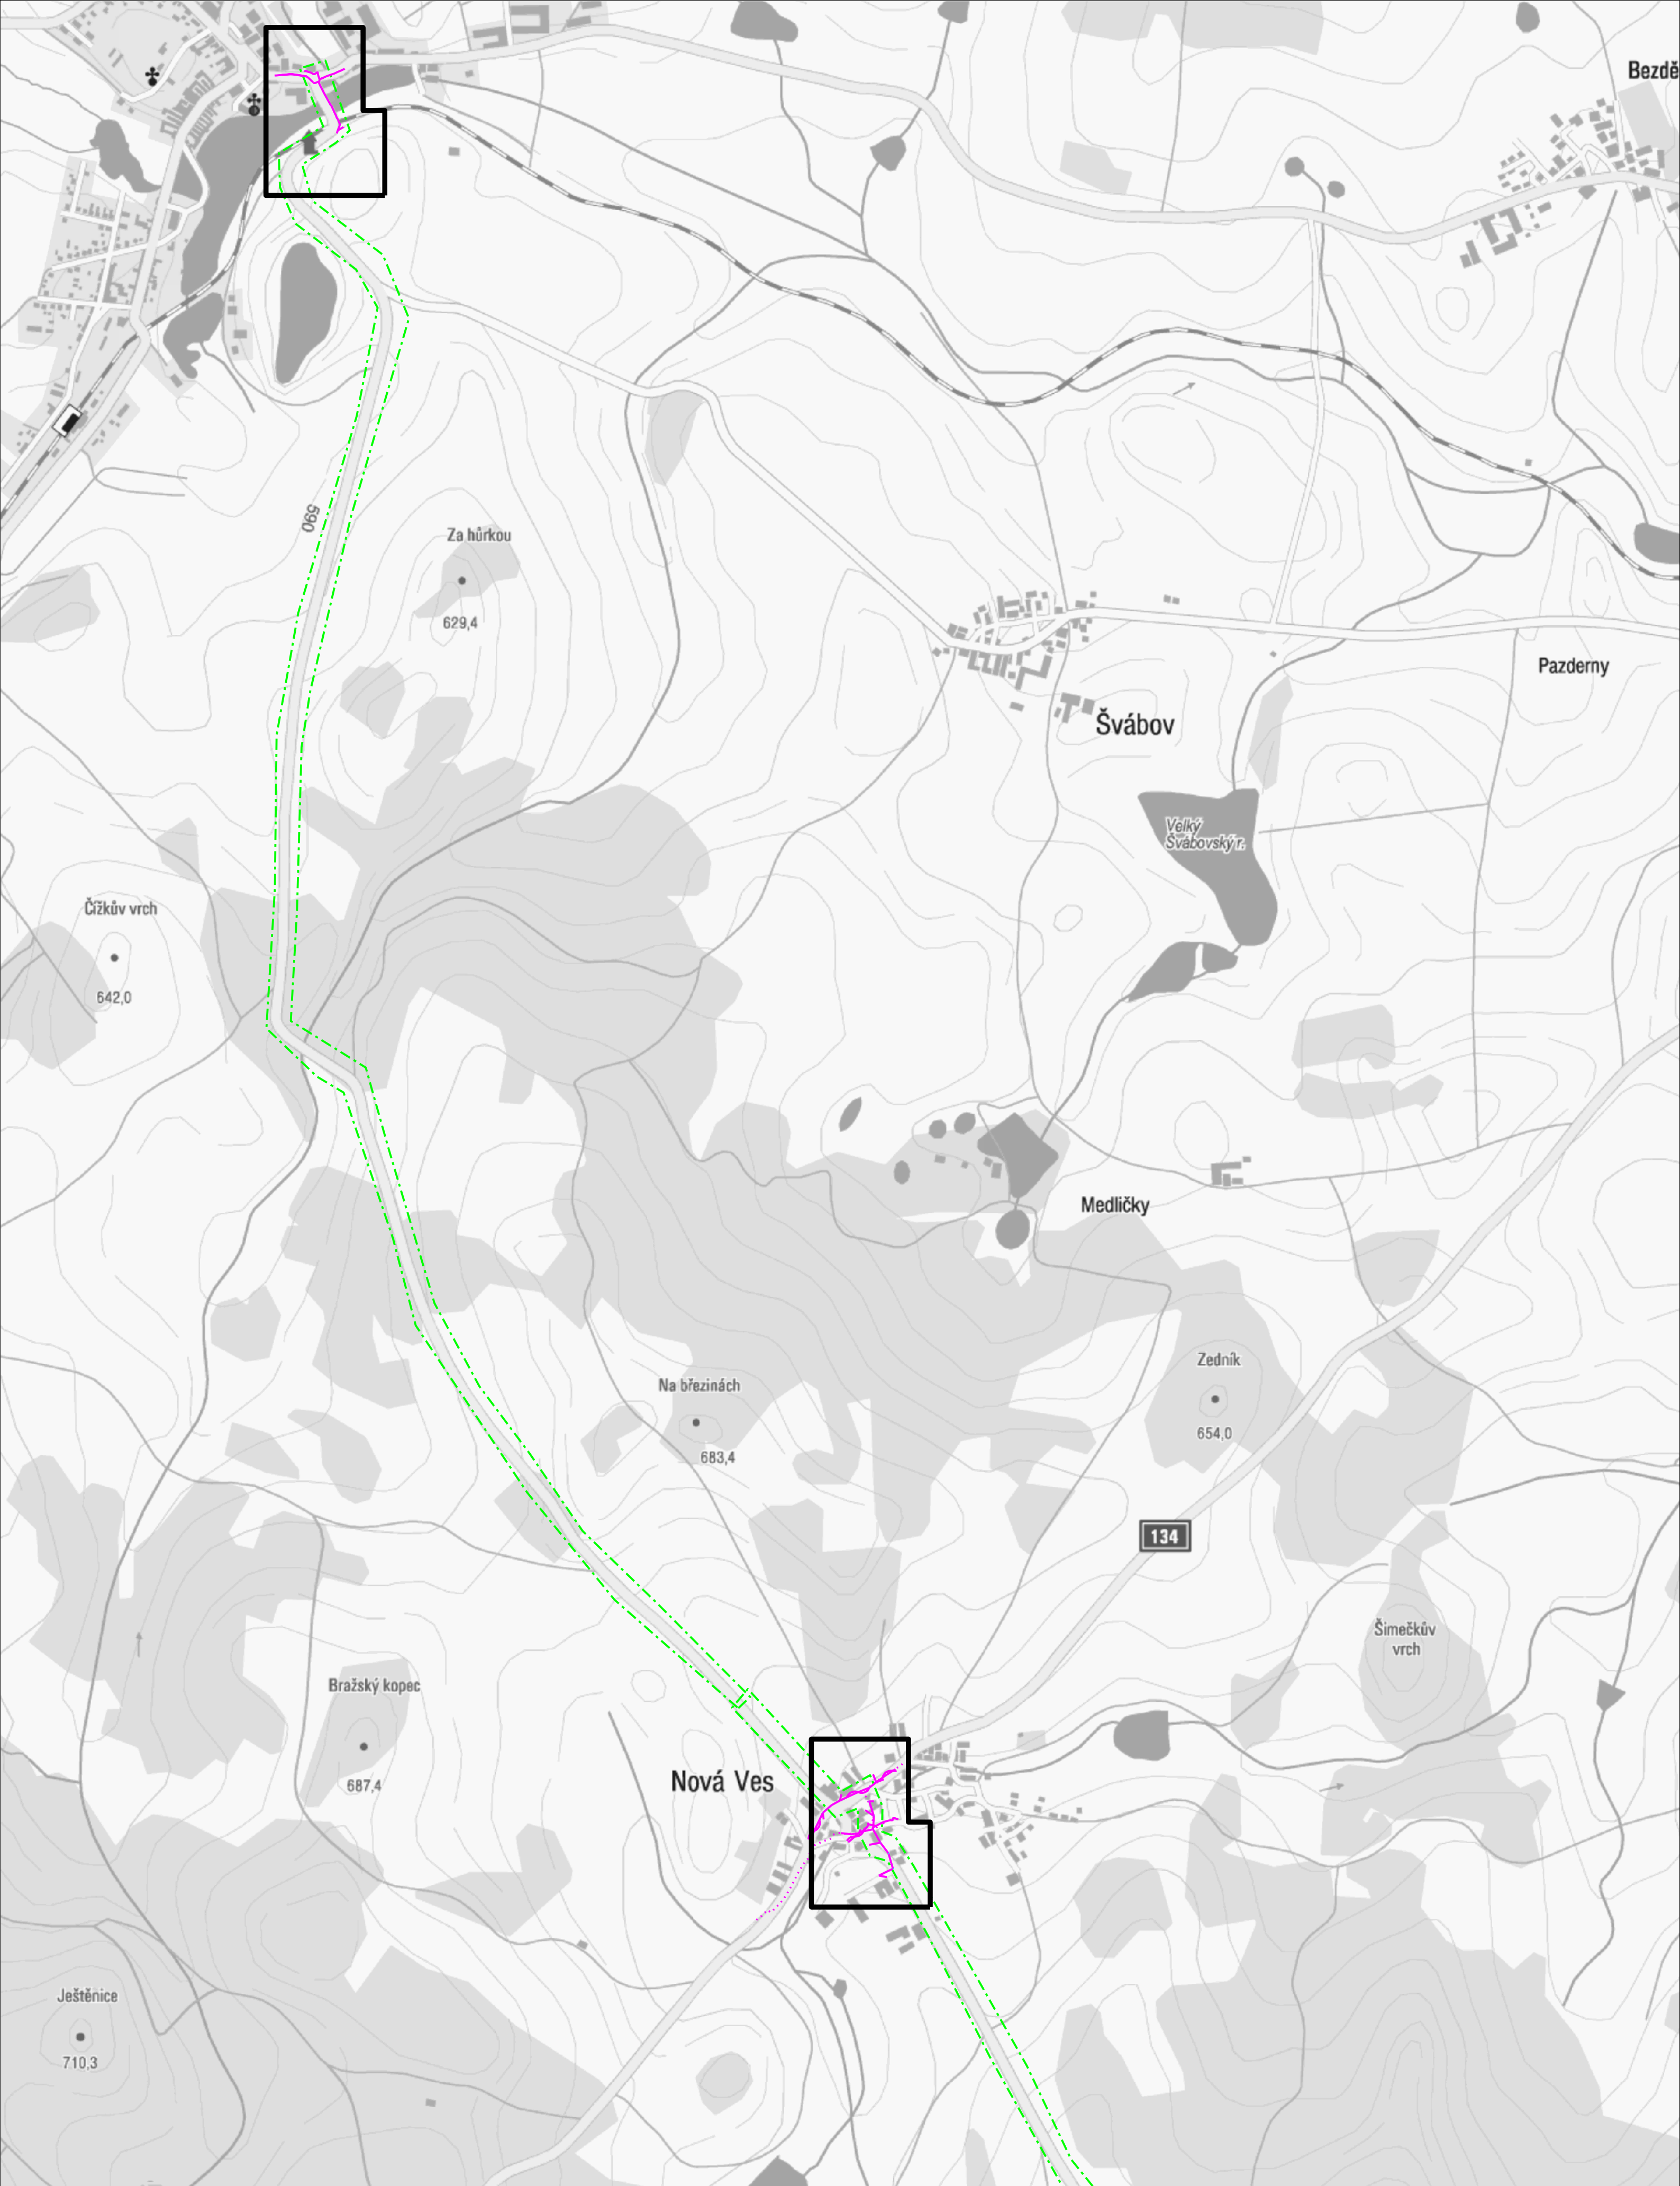 Bezdě
690
Za hůrkou
629,4
Pazderny
Švábov
Velký
Švábovský r.
Čížkův vrch
642,0
Medličky
Zedník
654,0
Na březinách
683,4
134
Šimečkův
vrch
Bražský kopec
687,4
Nová Ves
Ještěnice
710,3